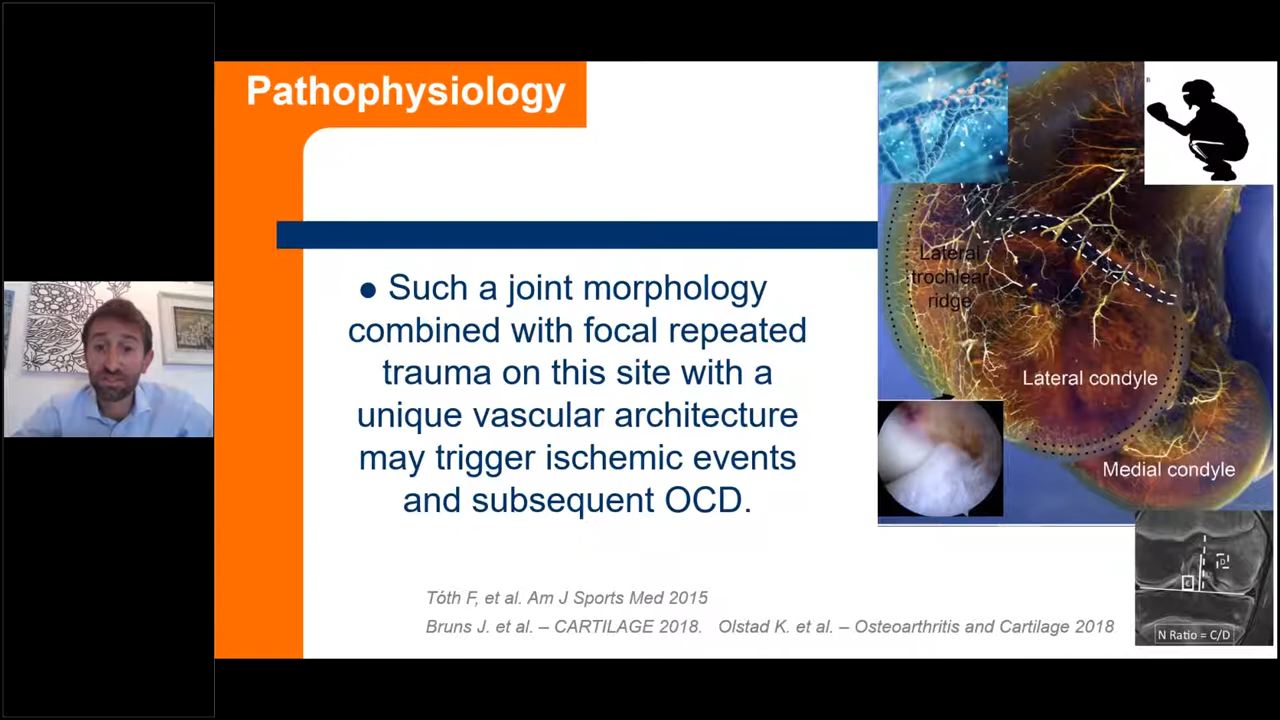 Pathophysiology
● Such a joint morphology
combined with focal repeated
trauma on this site with a
unique vascular architecture
may trigger ischemic events
and subsequent OCD.
Tóth F, et al. Am J Sports Med 2015
Bruns J. et al. – CARTILAGE 2018. Olstad K. et al. – Osteoarthritis and Cartilage 2018
Lateral
trochlear
ridge
Lateral condyle
Medial condyle
B
C
D
N Ratio = C/D